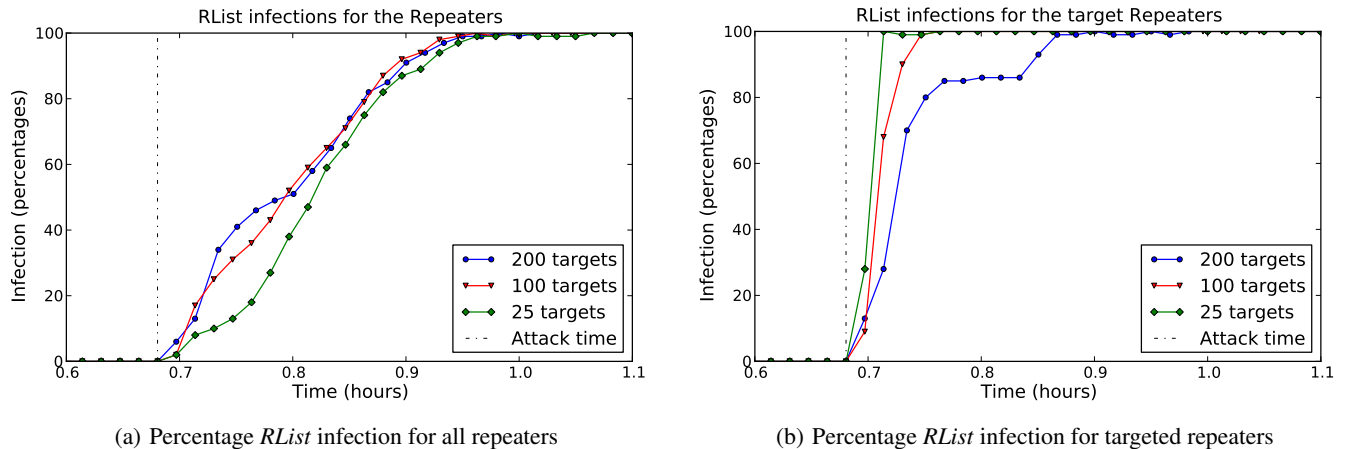 RList infections for the Repeaters
Infection (percentages)
100
80
60
40
20
0
0.6 0.7 0.8 0.9 1.0 1.1
Time (hours)
200 targets
100 targets
25 targets
Attack time
(a) Percentage RList infection for all repeaters
RList infections for the target Repeaters
Infection (percentages)
100
80
60
40
20
0
0.6 0.7 0.8 0.9 1.0 1.1
Time (hours)
200 targets
100 targets
25 targets
Attack time
(b) Percentage RList infection for targeted repeaters